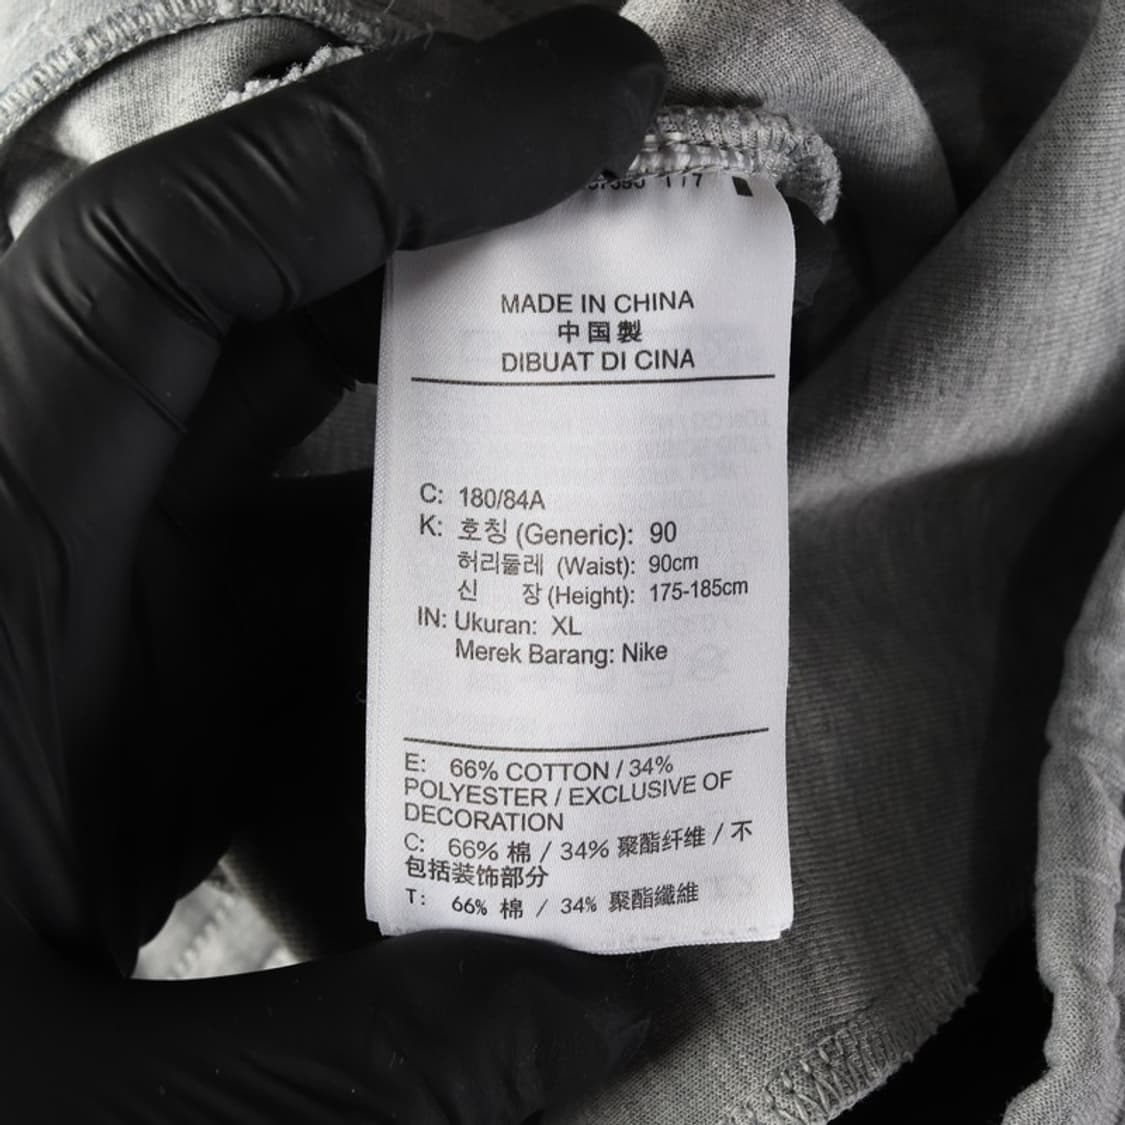 MADE IN CHINA
中国製
DIBUAT DI CINA
C: 180/84A
K: 호칭 (Generic): 90
허리둘레 (Waist): 90cm
신 장 (Height): 175-185cm
IN: Ukuran: XL
Merek Barang: Nike
E: 66% COTTON / 34%
POLYESTER / EXCLUSIVE OF
DECORATION
C: 66% 棉 / 34% 聚酯纤维 / 不
包括装饰部分
T: 66% 棉 / 34% 聚酯纖維